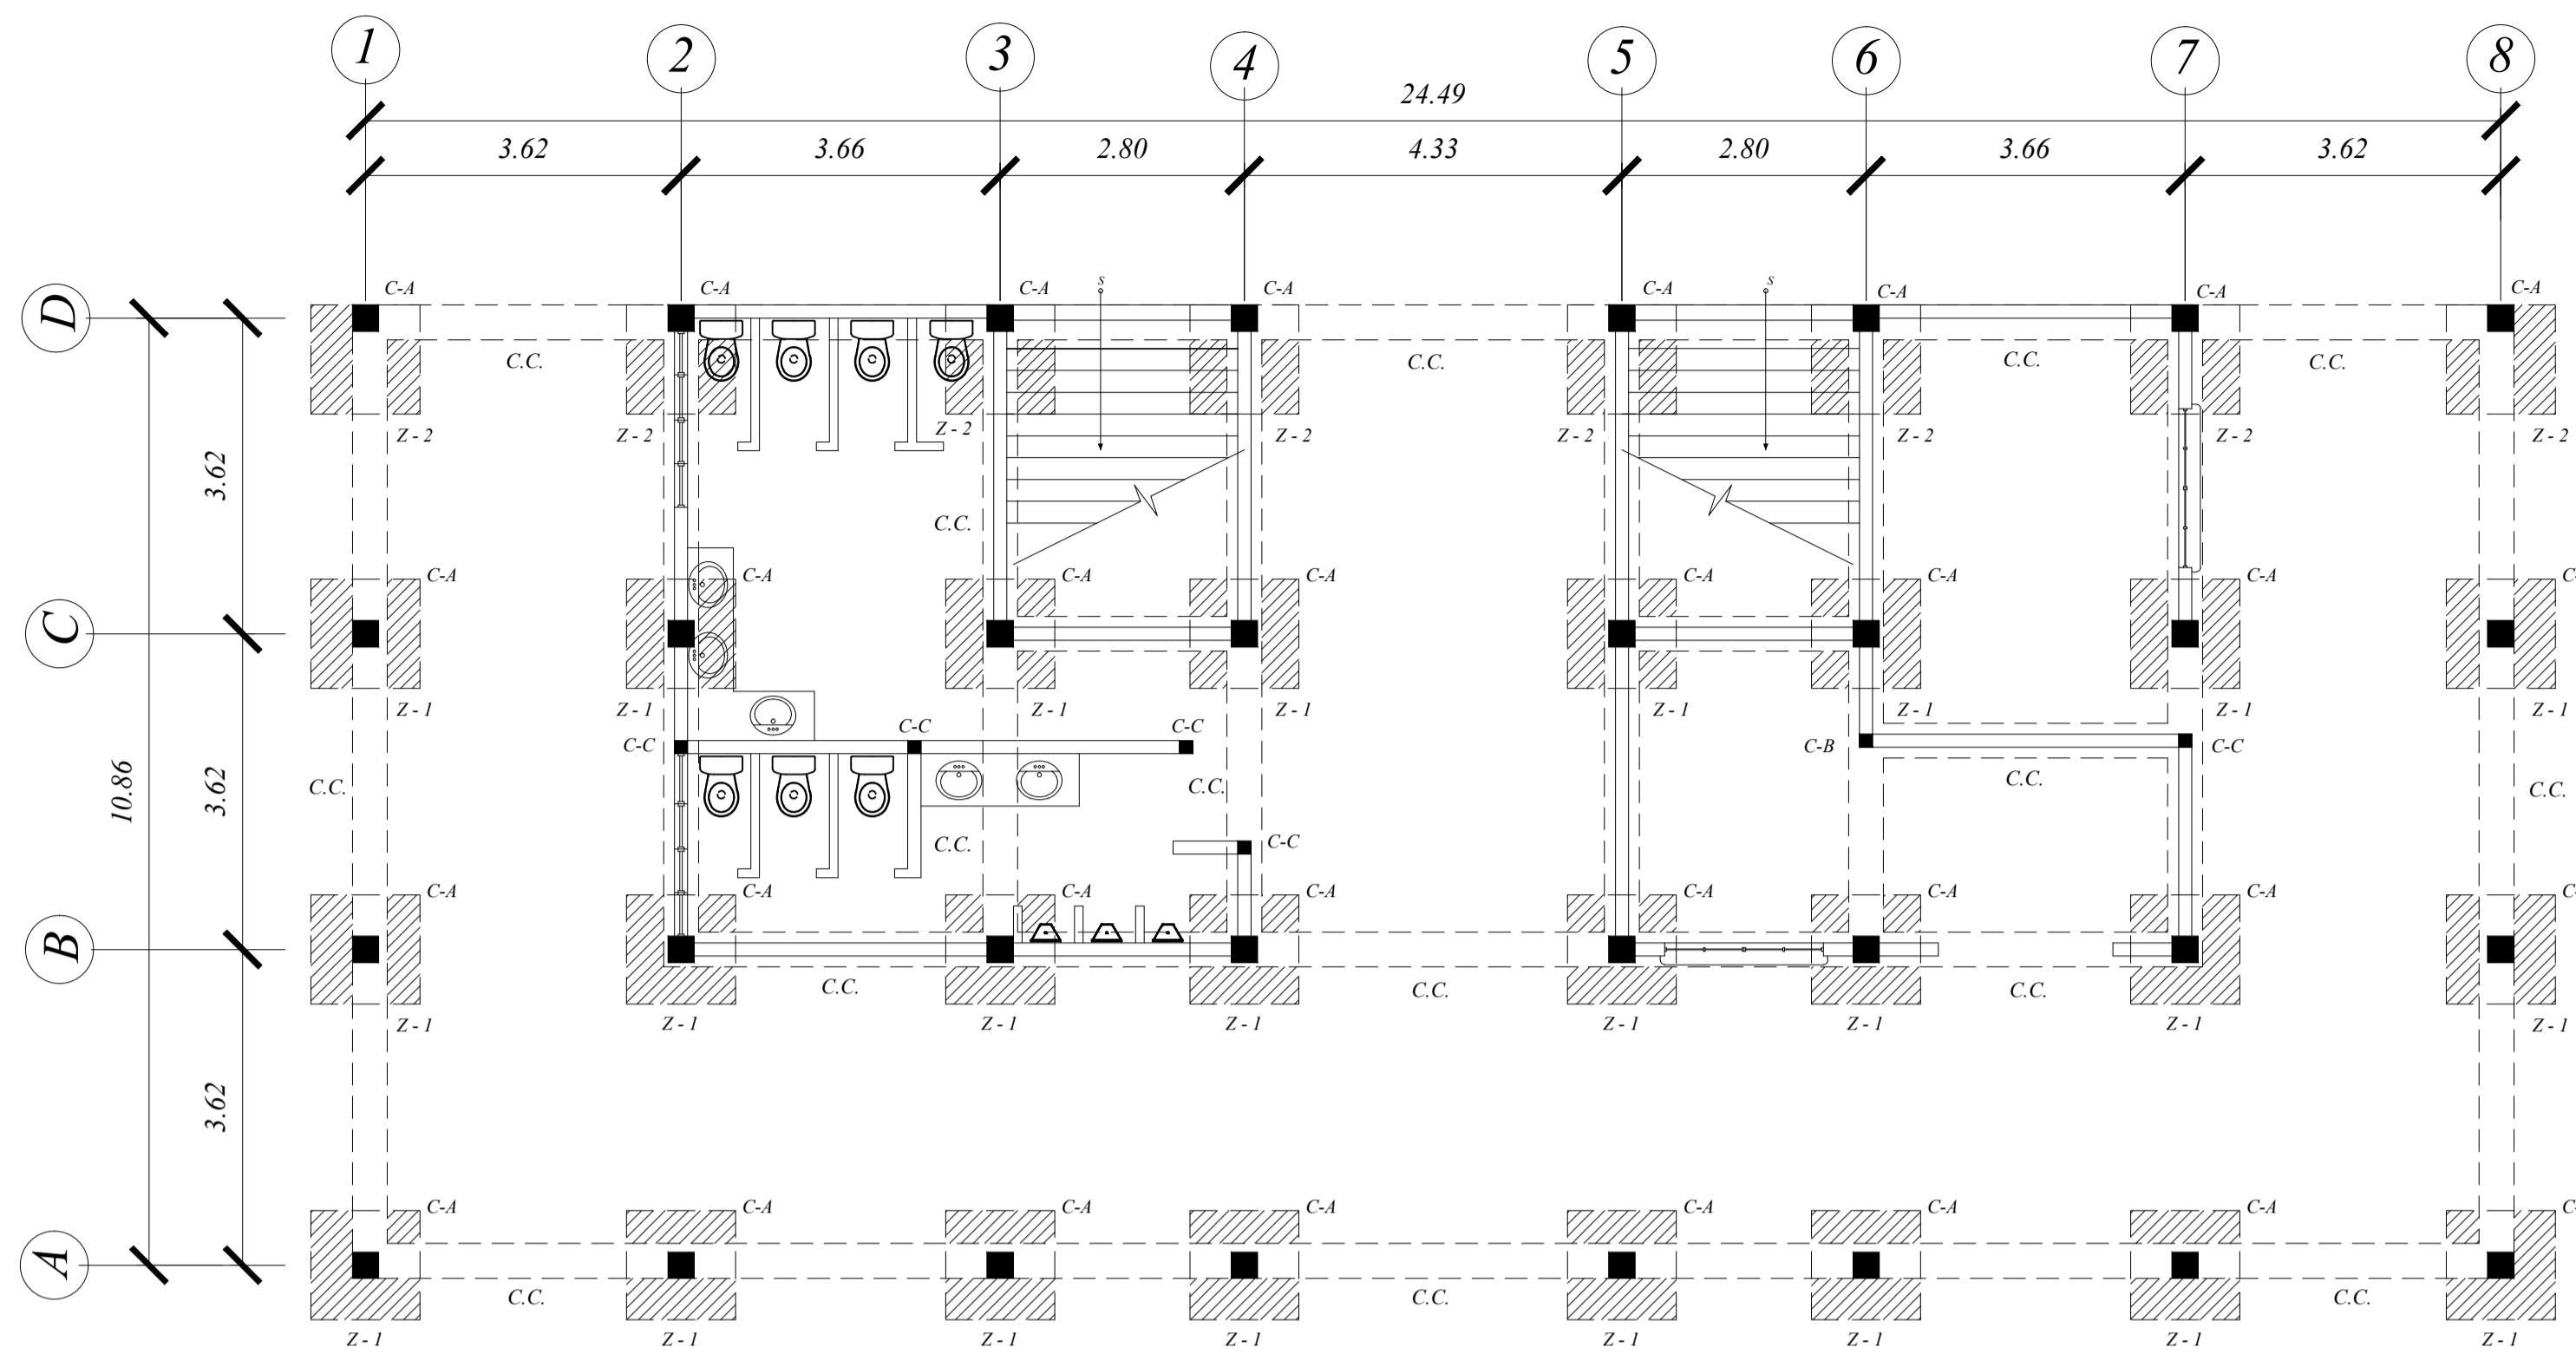 1 2 3 4 5 6 7 8
24.49
3.62 3.66 2.80 4.33 2.80 3.66 3.62
D C-A C-A C-A S C-A C-A S C-A C-A C-A
C.C. C.C. C.C. C.C.
Z - 2 Z - 2 Z - 2 Z - 2 Z - 2 Z - 2 Z - 2 Z - 2
3.62
C.C.
C-A C-A C-A C-A C-A C-A C-A C-
C
Z - 1 Z - 1 Z - 1 Z - 1 Z - 1 Z - 1 Z - 1 Z - 1
C-C C-C
C-C C-B C-C
10.86 3.62 C.C. C.C. C.C. C.C.
C.C. C-C
C-A C-A C-A C-A C-A C-A C-A C-
B
C.C. C.C. C.C.
Z - 1 Z - 1 Z - 1 Z - 1 Z - 1 Z - 1 Z - 1 Z - 1
3.62
C-A C-A C-A C-A C-A C-A C-A C-
A
C.C. C.C. C.C.
Z - 1 Z - 1 Z - 1 Z - 1 Z - 1 Z - 1 Z - 1 Z - 1